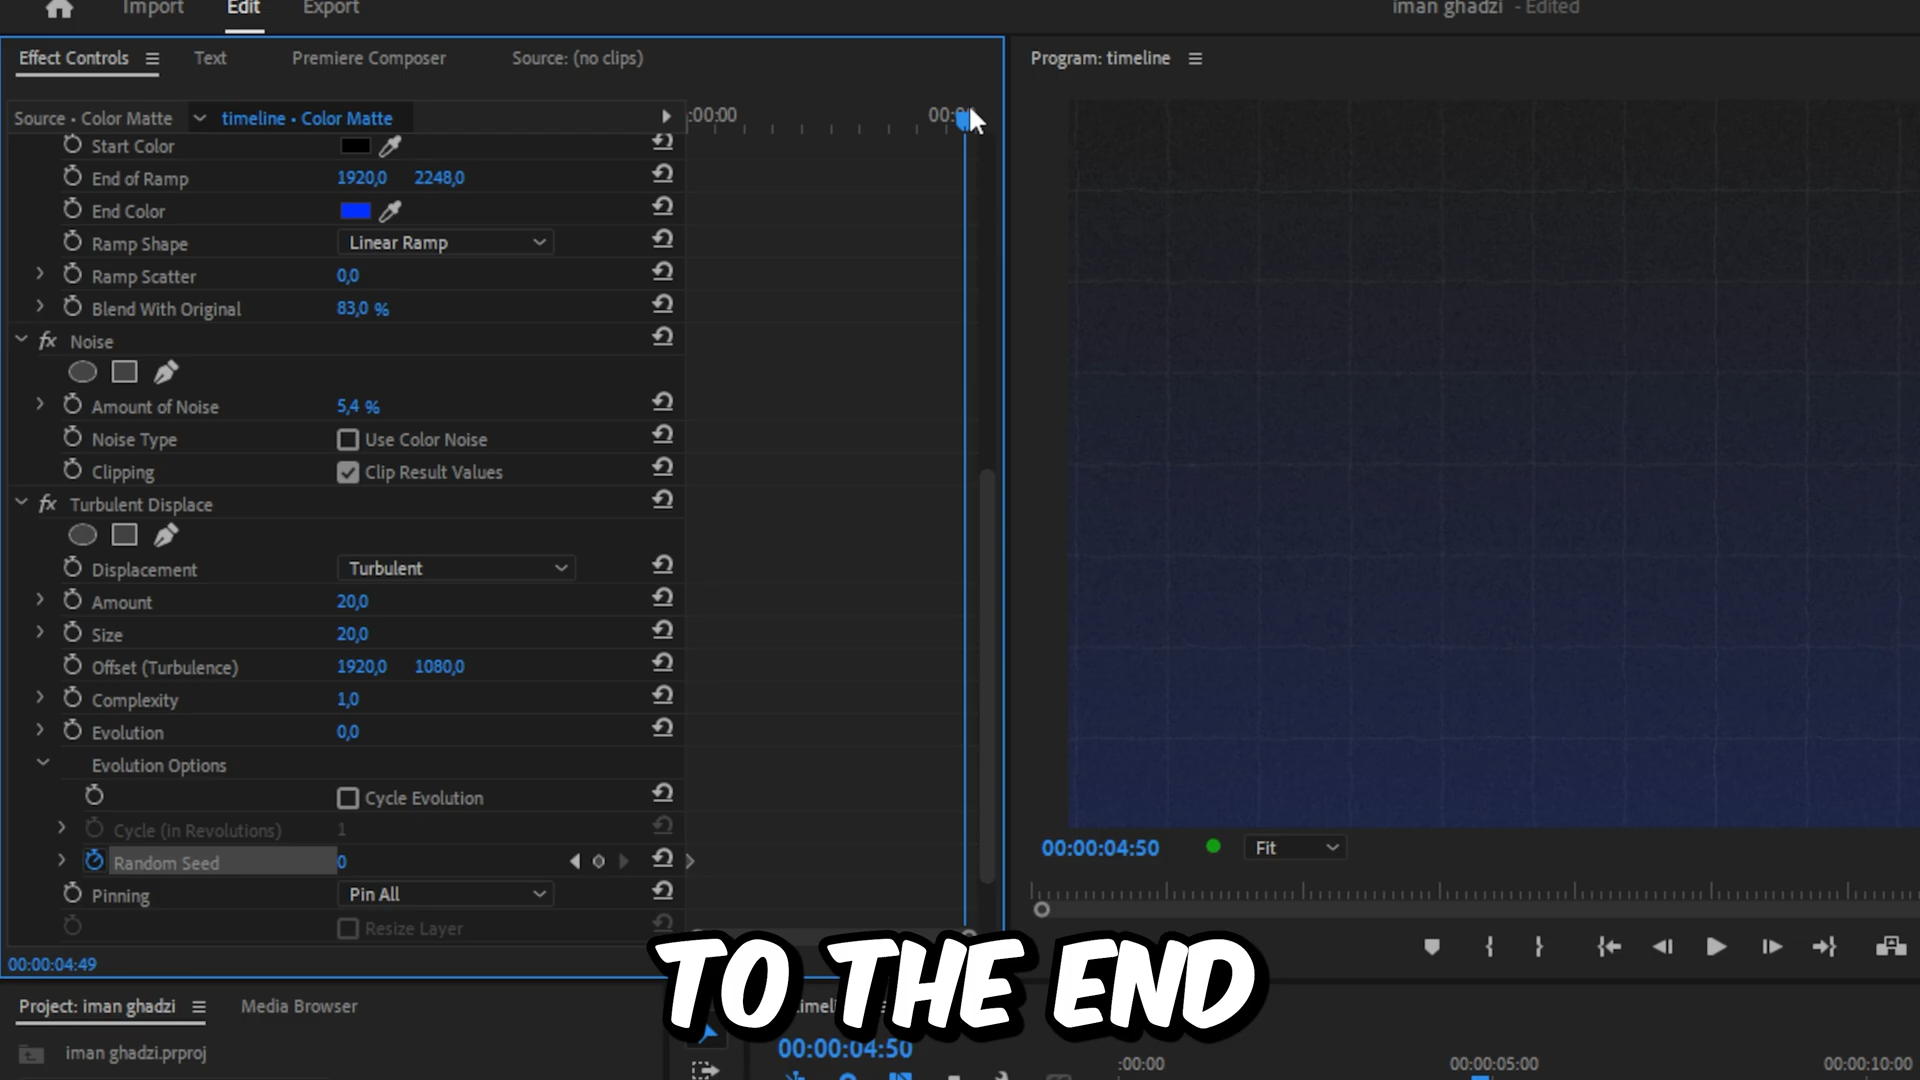 Import Edit Export
iman ghadzi - Edited
Effect Controls Text Premiere Composer Source: (no clips)
Program: timeline
Source • Color Matte timeline • Color Matte
:00:00
Start Color
End of Ramp 1920,0 2248,0
End Color
Ramp Shape Linear Ramp
Ramp Scatter 0,0
Blend With Original 83,0 %
fx Noise
Amount of Noise 5,4 %
Noise Type Use Color Noise
Clipping Clip Result Values
fx Turbulent Displace
Displacement Turbulent
Amount 20,0
Size 20,0
Offset (Turbulence) 1920,0 1080,0
Complexity 1,0
Evolution 0,0
Evolution Options
Cycle Evolution
Cycle (in Revolutions) 1
Random Seed 0
Pinning Pin All
Resize Layer
00:00:04:49
00:00:04:50 Fit
TO THE END
Project: iman ghadzi Media Browser
iman ghadzi.prproj
00:00:04:50
:00:00 00:00:05:00 00:00:10:00